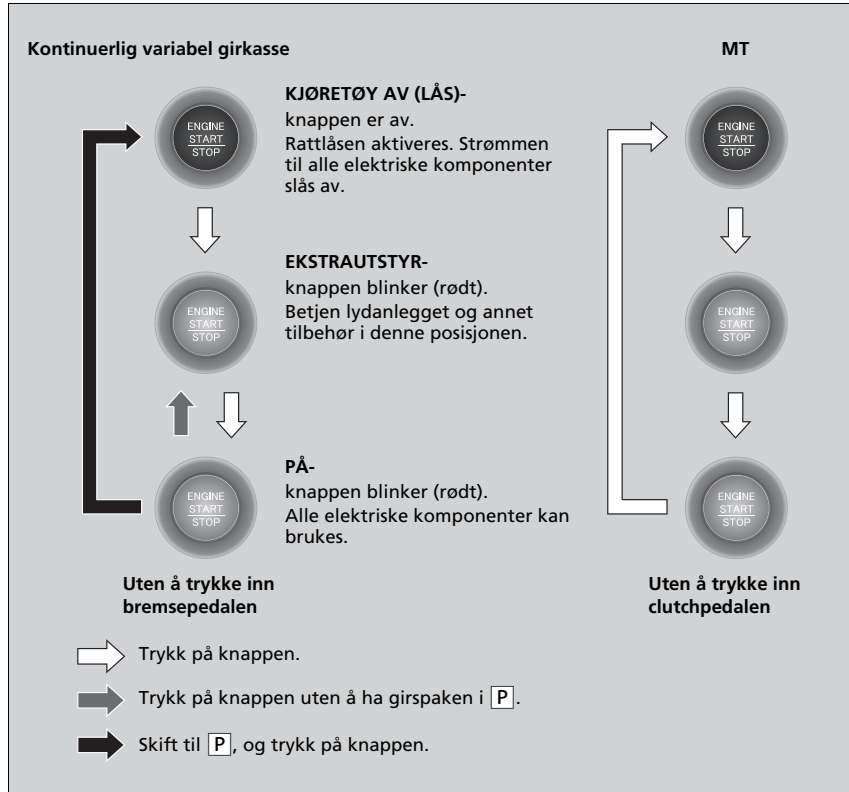 Kontinuerlig variabel girkasse
MT
ENGINE
START
STOP
KJØRETØY AV (LÅS)-
knappen er av.
Rattlåsen aktiveres. Strømmen
til alle elektriske komponenter
slås av.
ENGINE
START
STOP
ENGINE
START
STOP
EKSTRAUTSTYR-
knappen blinker (rødt).
Betjen lydanlegget og annet
tilbehør i denne posisjonen.
ENGINE
START
STOP
ENGINE
START
STOP
PÅ-
knappen blinker (rødt).
Alle elektriske komponenter kan
brukes.
ENGINE
START
STOP
Uten å trykke inn
bremsepedalen
Uten å trykke inn
clutchpedalen
Trykk på knappen.
Trykk på knappen uten å ha girspaken i P.
Skift til P, og trykk på knappen.